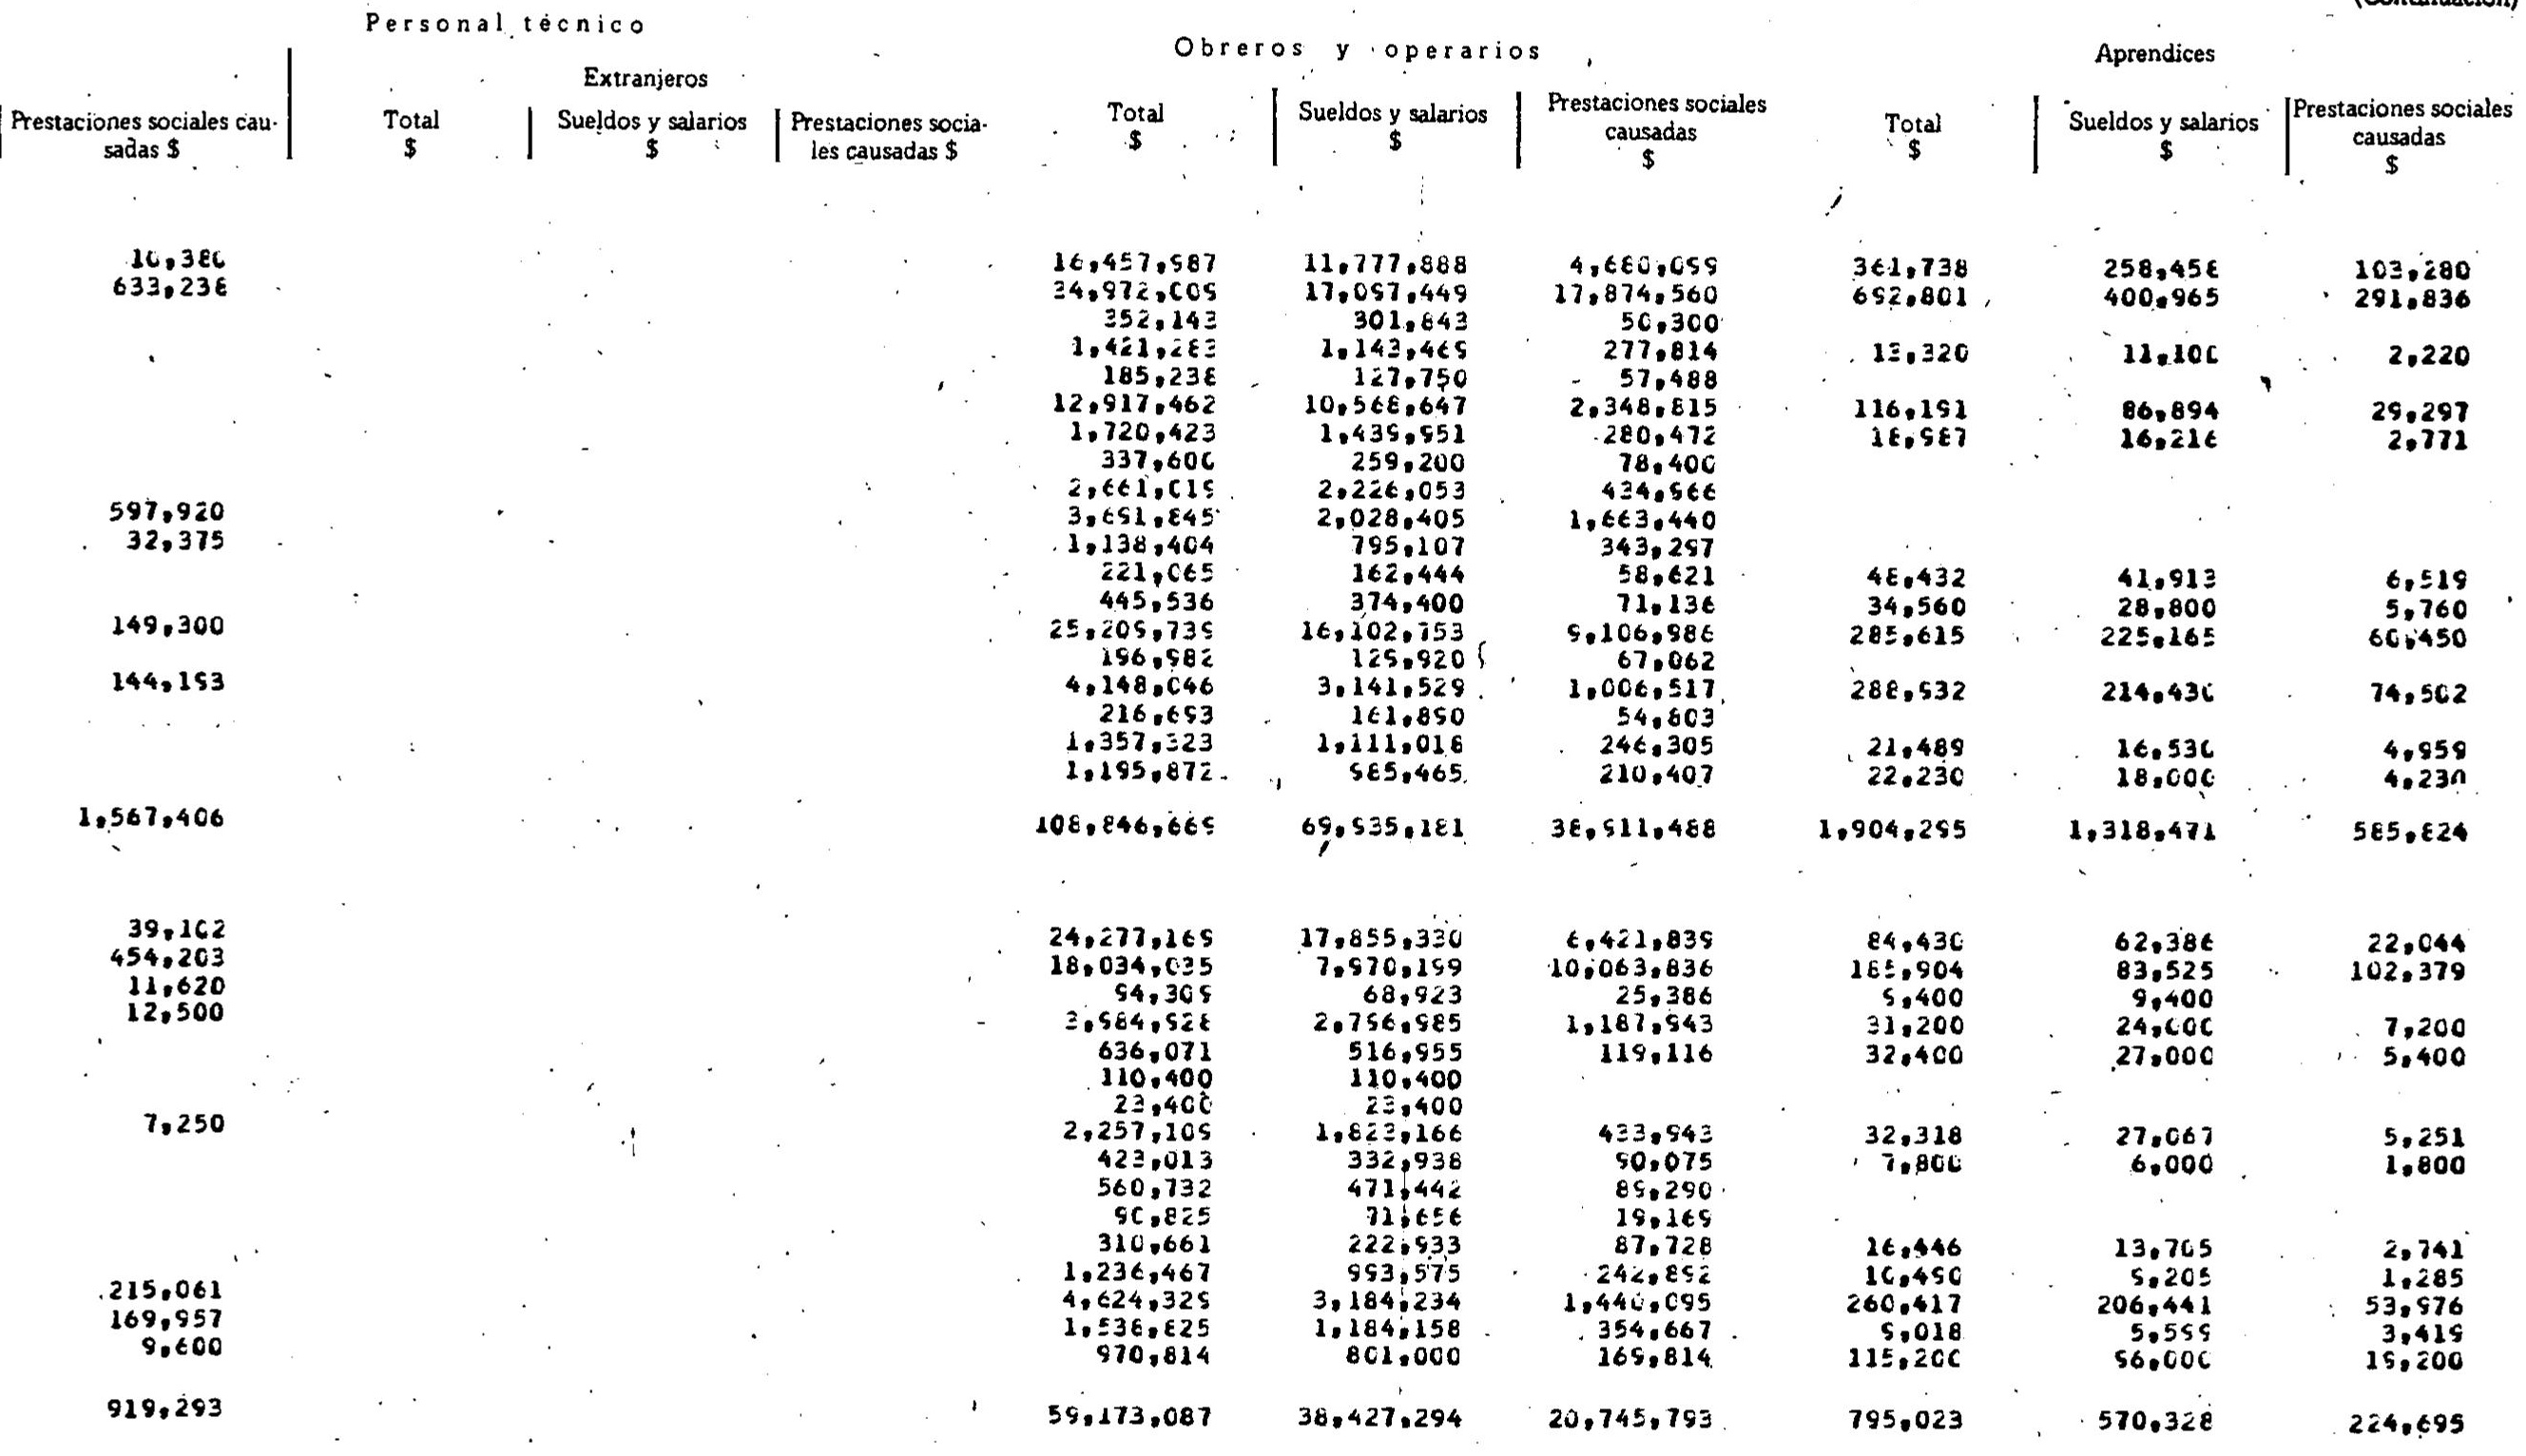 (Continuación)
Personal técnico
Obreros y operarios
Aprendices
Extranjeros
Prestaciones sociales cau- Total Sueldos y salarios Prestaciones socia- Total Sueldos y salarios Prestaciones sociales Total Sueldos y salarios Prestaciones sociales
sadas $ $ $ les causadas $ $ $ causadas $ $ causadas
$ $
10,380 16,457,987 11,777,888 4,680,099 361,738 258,458 103,280
633,238 34,972,009 17,097,449 17,874,560 692,801 400,965 291,836
352,143 301,843 50,300
1,421,283 1,143,469 277,814 13,320 11,100 2,220
185,238 127,750 57,488
12,917,462 10,568,647 2,348,815 116,191 86,894 29,297
1,720,423 1,439,951 280,472 18,987 16,216 2,771
337,600 259,200 78,400
2,661,019 2,226,053 434,966
597,920 3,691,845 2,028,405 1,663,440
32,375 1,138,404 795,107 343,297
221,065 162,444 58,621 48,432 41,913 6,519
445,536 374,400 71,136 34,560 28,800 5,760
149,300 25,209,739 16,102,753 9,106,986 285,615 225,165 60,450
196,982 129,920 67,062
144,193 4,148,046 3,141,529 1,006,517 288,932 214,430 74,502
216,693 161,890 54,803
1,357,323 1,111,018 246,305 21,489 16,530 4,959
1,195,872 985,465 210,407 22,230 18,000 4,230
1,567,406 108,846,669 69,935,181 38,911,488 1,904,295 1,318,471 585,824
39,102 24,277,169 17,855,330 6,421,839 84,430 62,386 22,044
454,203 18,034,035 7,970,199 10,063,836 185,904 83,525 102,379
11,620 94,309 68,923 25,386 9,400 9,400
12,500 3,984,928 2,796,985 1,187,943 31,200 24,000 7,200
636,071 516,955 119,116 32,400 27,000 5,400
110,400 110,400
23,400 23,400
7,250 2,257,109 1,823,166 433,943 32,318 27,067 5,251
423,013 332,938 90,075 7,800 6,000 1,800
560,732 471,442 89,290
90,825 71,656 19,169
310,661 222,933 87,728 16,446 13,705 2,741
1,236,467 993,575 242,892 10,490 9,205 1,285
215,061 4,624,329 3,184,234 1,440,095 260,417 206,441 53,976
169,957 1,538,825 1,184,158 354,667 9,018 5,599 3,419
9,600 970,814 801,000 169,814 115,200 96,000 19,200
919,293 59,173,087 38,427,294 20,745,793 795,023 570,328 224,695